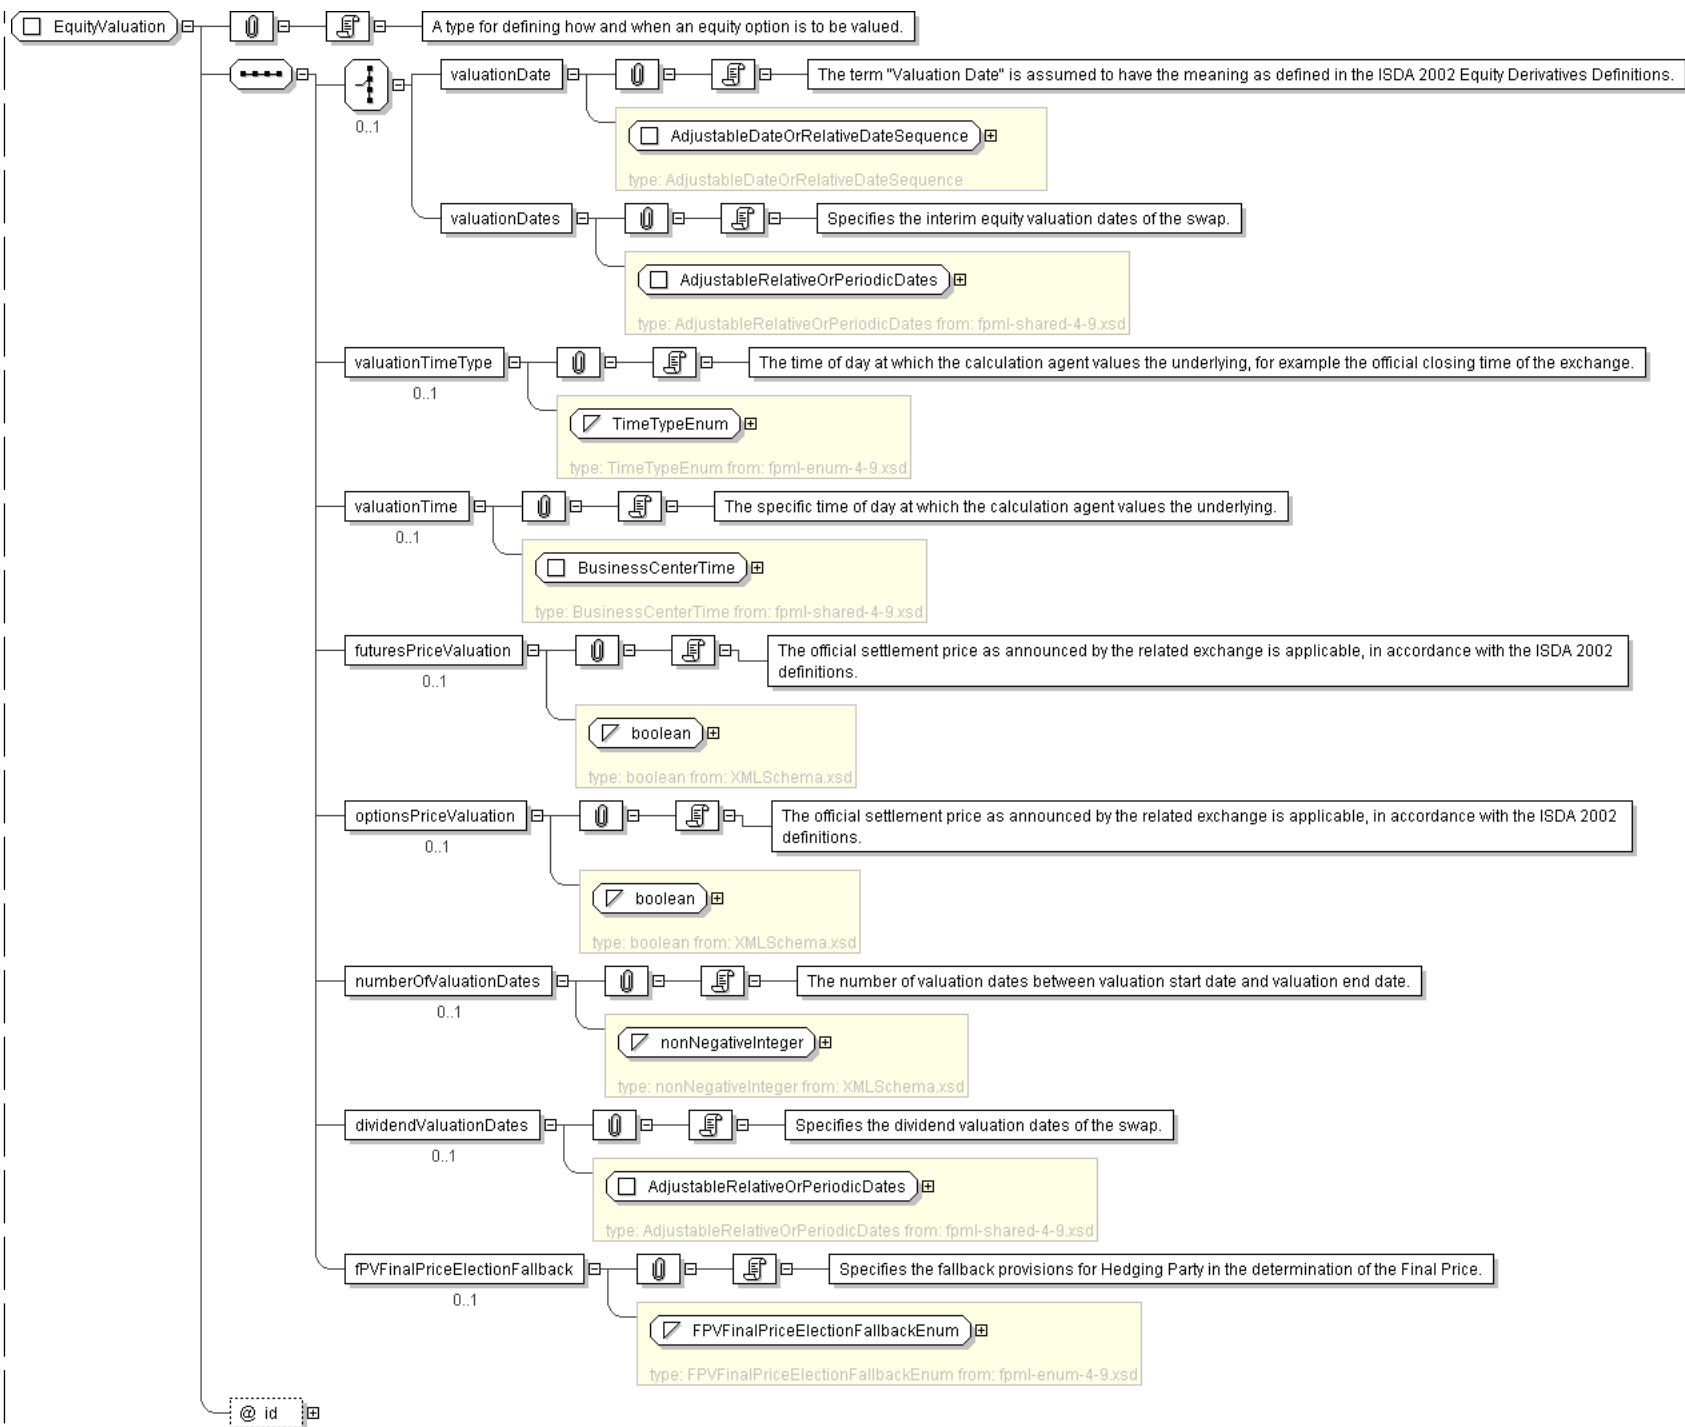 EquityValuation
A type for defining how and when an equity option is to be valued.
valuationDate
The term "Valuation Date" is assumed to have the meaning as defined in the ISDA 2002 Equity Derivatives Definitions.
0..1
AdjustableDateOrRelativeDateSequence
type: AdjustableDateOrRelativeDateSequence
valuationDates
Specifies the interim equity valuation dates of the swap.
AdjustableRelativeOrPeriodicDates
type: AdjustableRelativeOrPeriodicDates from: fpml-shared-4-9.xsd
valuationTimeType
The time of day at which the calculation agent values the underlying, for example the official closing time of the exchange.
0..1
TimeTypeEnum
type: TimeTypeEnum from: fpml-enum-4-9.xsd
valuationTime
The specific time of day at which the calculation agent values the underlying.
0..1
BusinessCenterTime
type: BusinessCenterTime from: fpml-shared-4-9.xsd
futuresPriceValuation
The official settlement price as announced by the related exchange is applicable, in accordance with the ISDA 2002
definitions.
0..1
boolean
type: boolean from: XMLSchema.xsd
optionsPriceValuation
The official settlement price as announced by the related exchange is applicable, in accordance with the ISDA 2002
definitions.
0..1
boolean
type: boolean from: XMLSchema.xsd
numberOfValuationDates
The number of valuation dates between valuation start date and valuation end date.
0..1
nonNegativeInteger
type: nonNegativeInteger from: XMLSchema.xsd
dividendValuationDates
Specifies the dividend valuation dates of the swap.
0..1
AdjustableRelativeOrPeriodicDates
type: AdjustableRelativeOrPeriodicDates from: fpml-shared-4-9.xsd
fPVFinalPriceElectionFallback
Specifies the fallback provisions for Hedging Party in the determination of the Final Price.
0..1
FPVFinalPriceElectionFallbackEnum
type: FPVFinalPriceElectionFallbackEnum from: fpml-enum-4-9.xsd
@ id